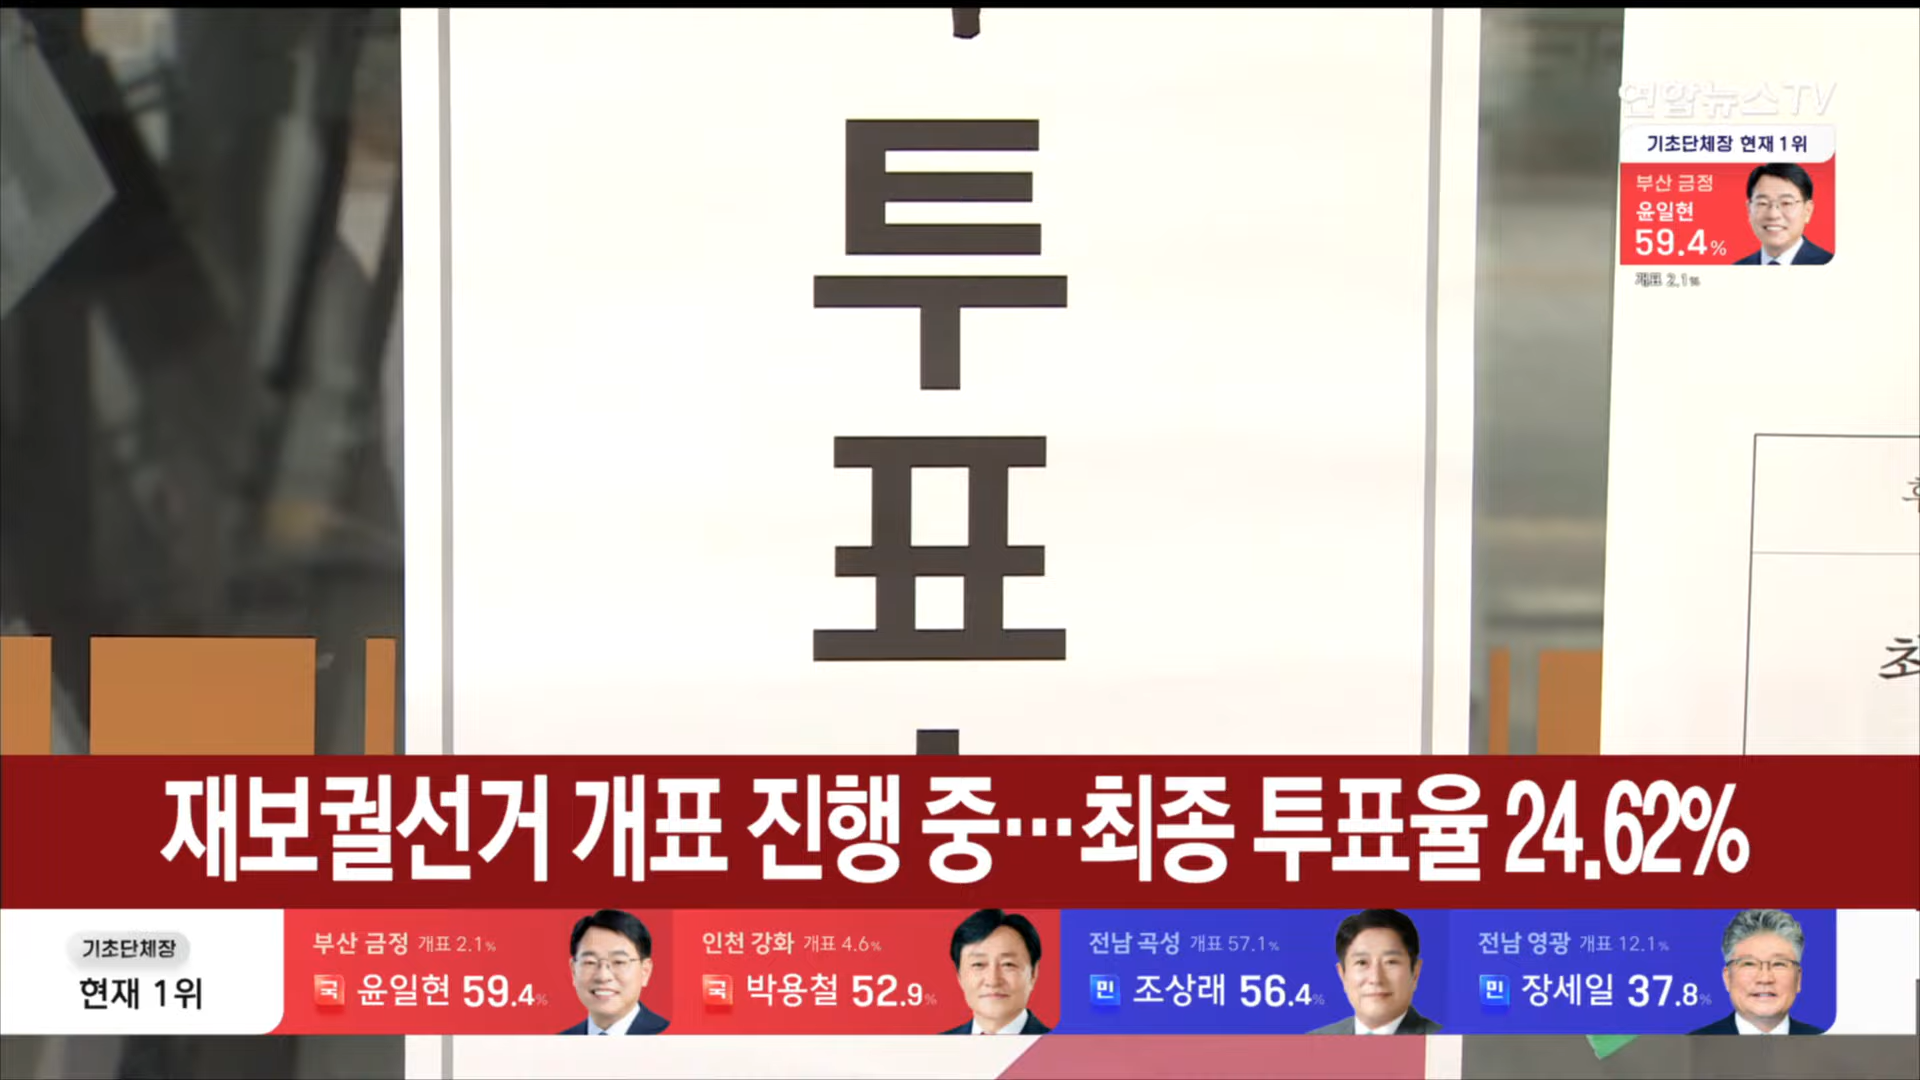 투
표
연합뉴스TV
기초단체장 현재 1위
부산 금정
윤일현
59.4%
개표 2.1%
재보궐선거 개표 진행 중…최종 투표율 24.62%
기초단체장
현재 1위
부산 금정 개표 2.1%
국 윤일현 59.4%
인천 강화 개표 4.6%
국 박용철 52.9%
전남 곡성 개표 57.1%
민 조상래 56.4%
전남 영광 개표 12.1%
민 장세일 37.8%